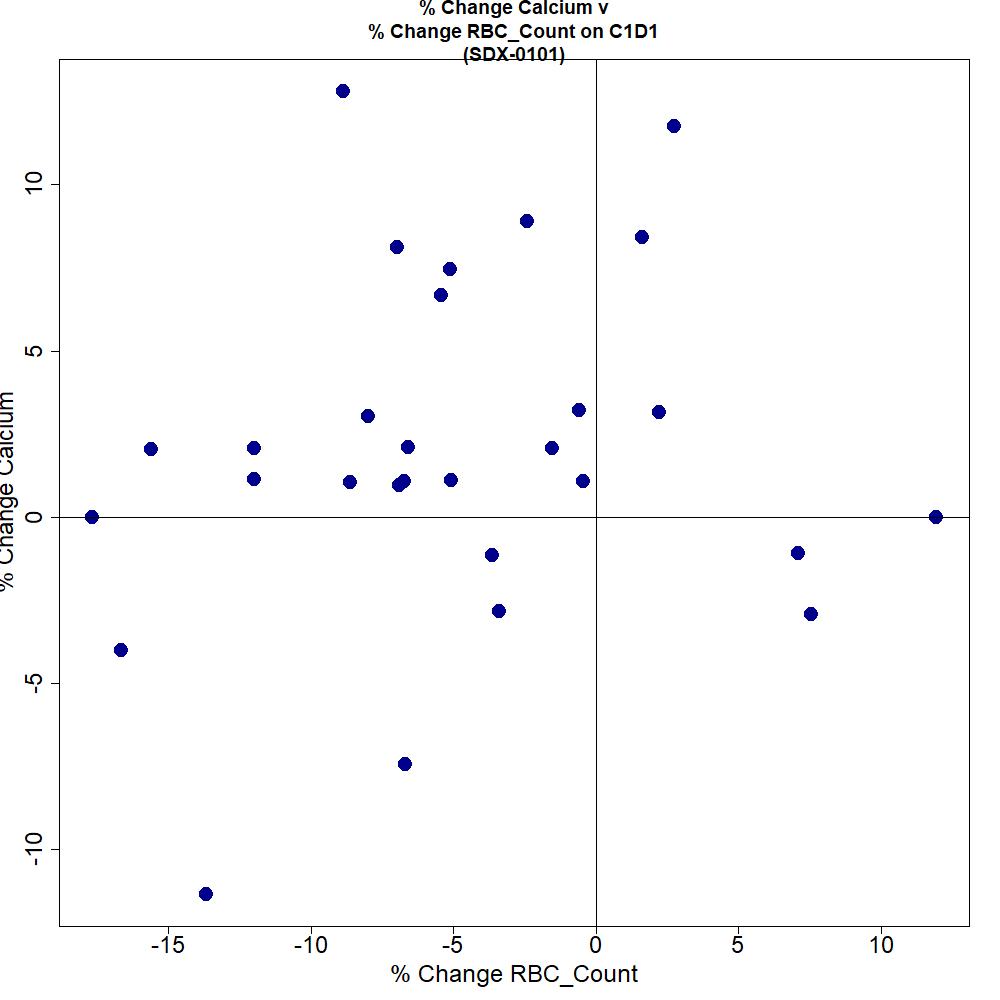 % Change Calcium v
% Change RBC_Count on C1D1
(SDX-0101)
10
5
0
-5
-10
% Change Calcium
-15
-10
-5
0
5
10
% Change RBC_Count